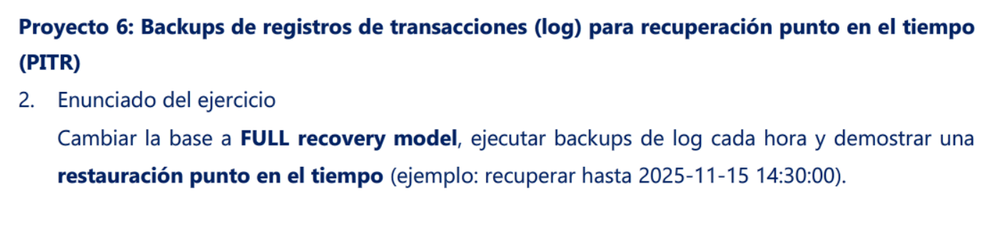 Proyecto 6: Backups de registros de transacciones (log) para recuperación punto en el tiempo
(PITR)
2. Enunciado del ejercicio
Cambiar la base a FULL recovery model, ejecutar backups de log cada hora y demostrar una
restauración punto en el tiempo (ejemplo: recuperar hasta 2025-11-15 14:30:00).